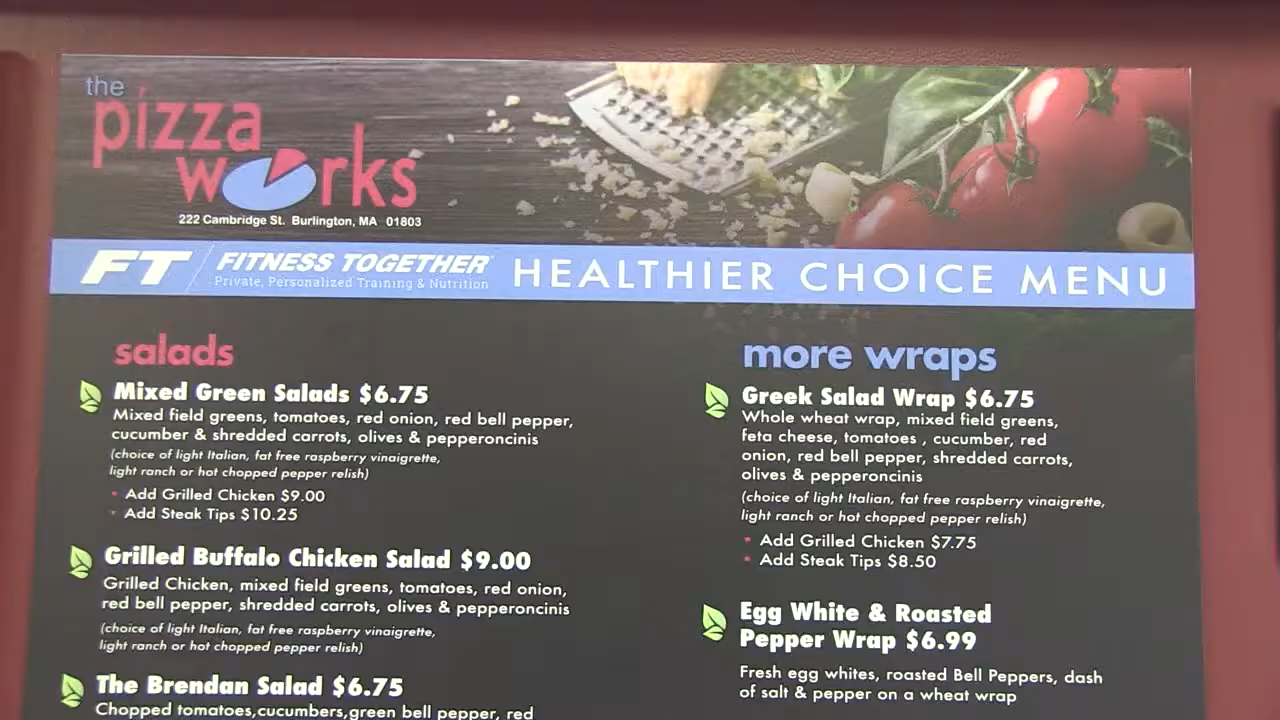 the
pizza
works
222 Cambridge St. Burlington, MA 01803
FT FITNESS TOGETHER
Private, Personalized Training & Nutrition
HEALTHIER CHOICE MENU
salads
Mixed Green Salads $6.75
Mixed field greens, tomatoes, red onion, red bell pepper,
cucumber & shredded carrots, olives & pepperoncinis
(choice of light Italian, fat free raspberry vinaigrette,
light ranch or hot chopped pepper relish)
• Add Grilled Chicken $9.00
• Add Steak Tips $10.25
Grilled Buffalo Chicken Salad $9.00
Grilled Chicken, mixed field greens, tomatoes, red onion,
red bell pepper, shredded carrots, olives & pepperoncinis
(choice of light Italian, fat free raspberry vinaigrette,
light ranch or hot chopped pepper relish)
The Brendan Salad $6.75
Chopped tomatoes,cucumbers,green bell pepper, red
more wraps
Greek Salad Wrap $6.75
Whole wheat wrap, mixed field greens,
feta cheese, tomatoes , cucumber, red
onion, red bell pepper, shredded carrots,
olives & pepperoncinis
(choice of light Italian, fat free raspberry vinaigrette,
light ranch or hot chopped pepper relish)
• Add Grilled Chicken $7.75
• Add Steak Tips $8.50
Egg White & Roasted
Pepper Wrap $6.99
Fresh egg whites, roasted Bell Peppers, dash
of salt & pepper on a wheat wrap